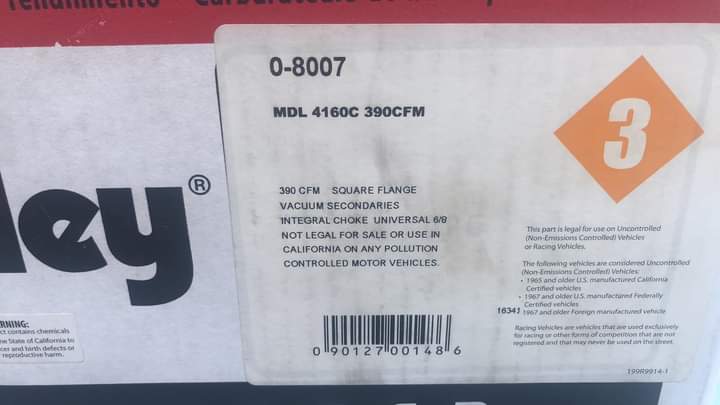 0-8007
MDL 4160C 390CFM
3
390 CFM SQUARE FLANGE
VACUUM SECONDARIES
INTEGRAL CHOKE UNIVERSAL 6/8
NOT LEGAL FOR SALE OR USE IN
CALIFORNIA ON ANY POLLUTION
CONTROLLED MOTOR VEHICLES.
This part is legal for use on Uncontrolled
(Non-Emissions Controlled) Vehicles
or Racing Vehicles.
The following vehicles are considered Uncontrolled
(Non-Emissions Controlled) Vehicles:
• 1965 and older U.S. manufactured California
Certified vehicles
• 1967 and older U.S. manufactured Federally
Certified vehicles
16341 1967 and older Foreign manufactured vehicle
Racing Vehicles are vehicles that are used exclusively
for racing or other forms of competition that are not
registered and that may never be used on the street.
199R9914-1
0 90127 00148 6
ey®
RNING:
ct contains chemicals
he State of California to
cer and birth defects or
reproductive harm.